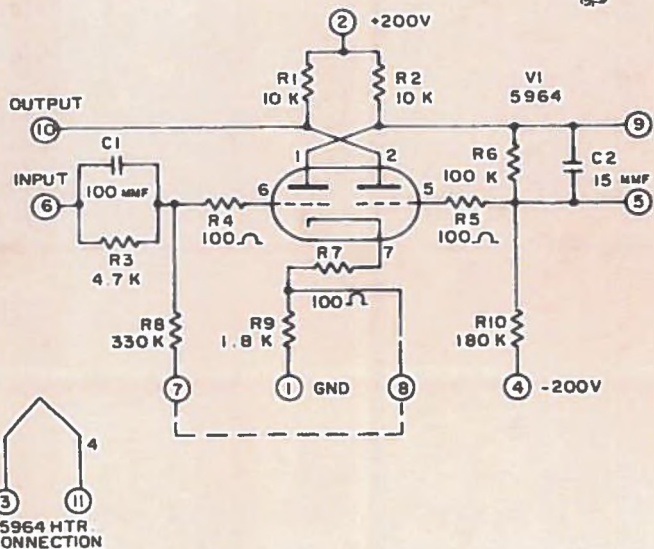 2 +200V
R1
10 K
R2
10 K
V1
5964
OUTPUT
10
9
C1
1 2
R6
100 K
C2
15 MMF
INPUT
6
100 MMF
6
5
5
R4
100Ω
R5
100Ω
R3
4.7 K
7
R7
100Ω
R8
330 K
R9
1.8 K
R10
180 K
7
1 GND
8
4 -200V
4
3
11
5964 HTR.
ONNECTION